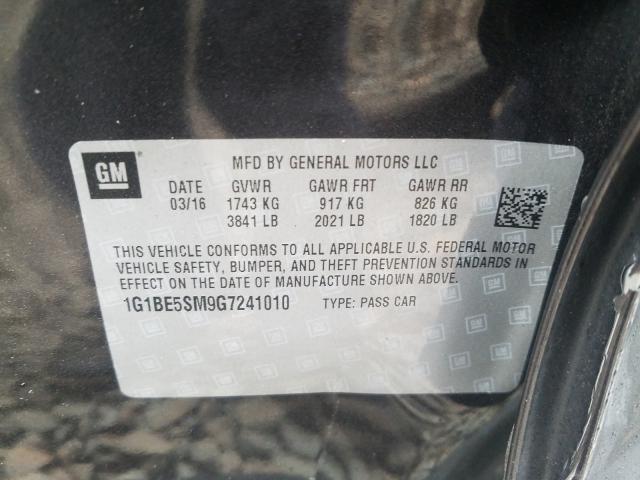 GM
MFD BY GENERAL MOTORS LLC
DATE GVWR GAWR FRT GAWR RR
03/16 1743 KG 917 KG 826 KG
3841 LB 2021 LB 1820 LB
THIS VEHICLE CONFORMS TO ALL APPLICABLE U.S. FEDERAL MOTOR
VEHICLE SAFETY, BUMPER, AND THEFT PREVENTION STANDARDS IN
EFFECT ON THE DATE OF MANUFACTURE SHOWN ABOVE.
1G1BE5SM9G7241010 TYPE: PASS CAR